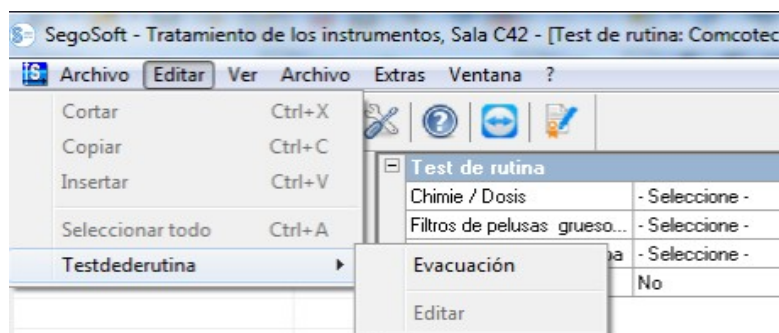 SegoSoft - Tratamiento de los instrumentos, Sala C42 - [Test de rutina: Comcotec
Archivo Editar Ver Archivo Extras Ventana ?
Cortar Ctrl+X
Copiar Ctrl+C
Insertar Ctrl+V
Seleccionar todo Ctrl+A
Testdederutina
Evacuación
Editar
Test de rutina
Chimie / Dosis - Seleccione -
Filtros de pelusas grueso... - Seleccione -
- Seleccione -
No